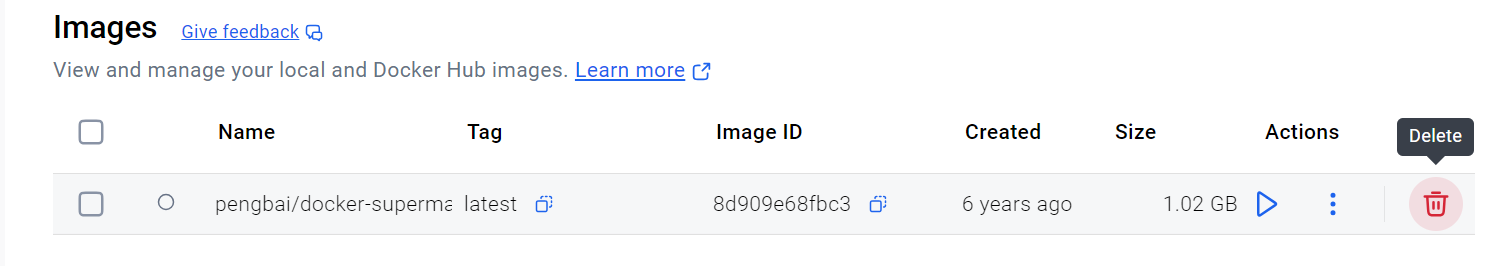 Images Give feedback
View and manage your local and Docker Hub images. Learn more
Name Tag Image ID Created Size Actions Delete
pengbai/docker-superma latest 8d909e68fbc3 6 years ago 1.02 GB